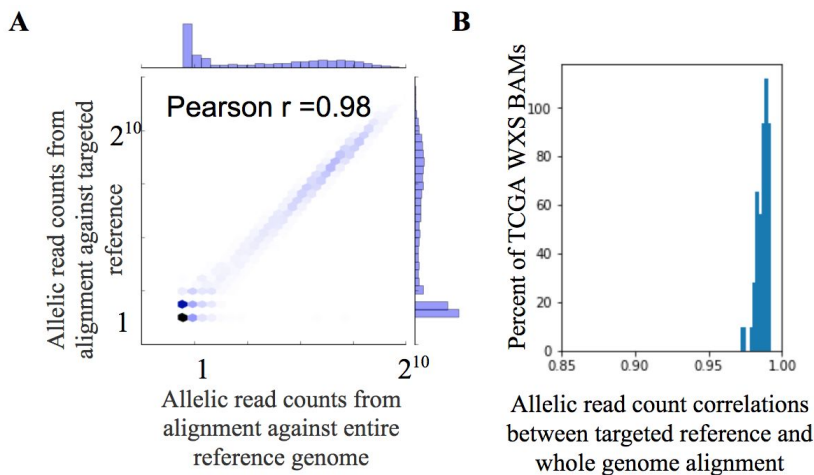 A
Pearson r =0.98
Allelic read counts from
alignment against targeted
reference
2^10
1
1
2^10
Allelic read counts from
alignment against entire
reference genome
B
Percent of TCGA WXS BAMs
100
80
60
40
20
0
0.85
0.90
0.95
1.00
Allelic read count correlations
between targeted reference and
whole genome alignment